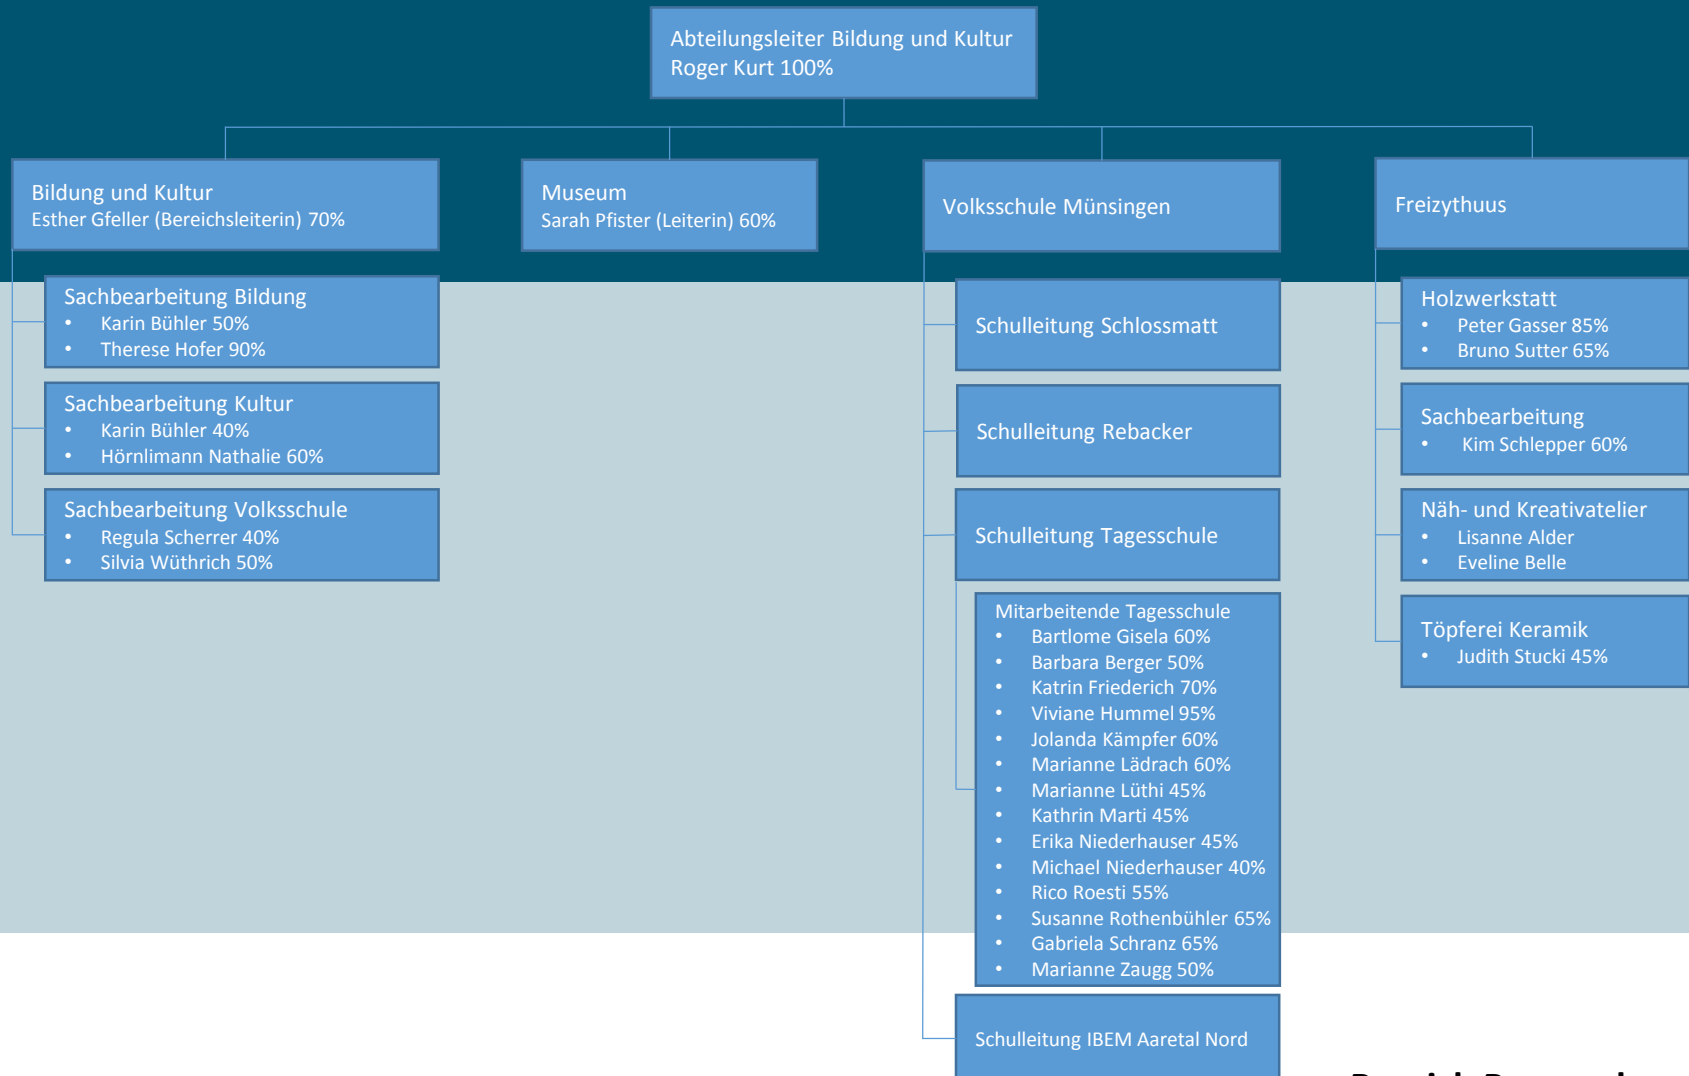 Abteilungsleiter Bildung und Kultur
Roger Kurt 100%
Bildung und Kultur
Esther Gfeller (Bereichsleiterin) 70%
Sachbearbeitung Bildung
• Karin Bühler 50%
• Therese Hofer 90%
Sachbearbeitung Kultur
• Karin Bühler 40%
• Hörnlimann Nathalie 60%
Sachbearbeitung Volksschule
• Regula Scherrer 40%
• Silvia Wüthrich 50%
Museum
Sarah Pfister (Leiterin) 60%
Volksschule Münsingen
Schulleitung Schlossmatt
Schulleitung Rebacker
Schulleitung Tagesschule
Mitarbeitende Tagesschule
• Bartlome Gisela 60%
• Barbara Berger 50%
• Katrin Friederich 70%
• Viviane Hummel 95%
• Jolanda Kämpfer 60%
• Marianne Lädrach 60%
• Marianne Lüthi 45%
• Kathrin Marti 45%
• Erika Niederhauser 45%
• Michael Niederhauser 40%
• Rico Roesti 55%
• Susanne Rothenbühler 65%
• Gabriela Schranz 65%
• Marianne Zaugg 50%
Schulleitung IBEM Aaretal Nord
Freizythuus
Holzwerkstatt
• Peter Gasser 85%
• Bruno Sutter 65%
Sachbearbeitung
• Kim Schlepper 60%
Näh- und Kreativatelier
• Lisanne Alder
• Eveline Belle
Töpferei Keramik
• Judith Stucki 45%